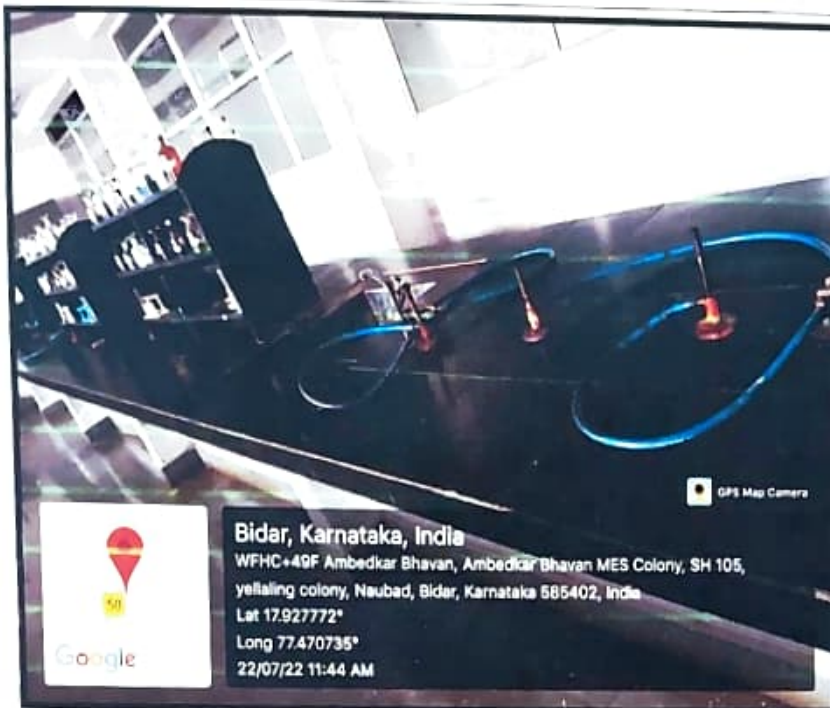 GPS Map Camera
Bidar, Karnataka, India
WFHC+49F Ambedkar Bhavan, Ambedkar Bhavan MES Colony, SH 105,
yellaling colony, Naubad, Bidar, Karnataka 585402, India
Lat 17.927772°
Long 77.470735°
22/07/22 11:44 AM
Google